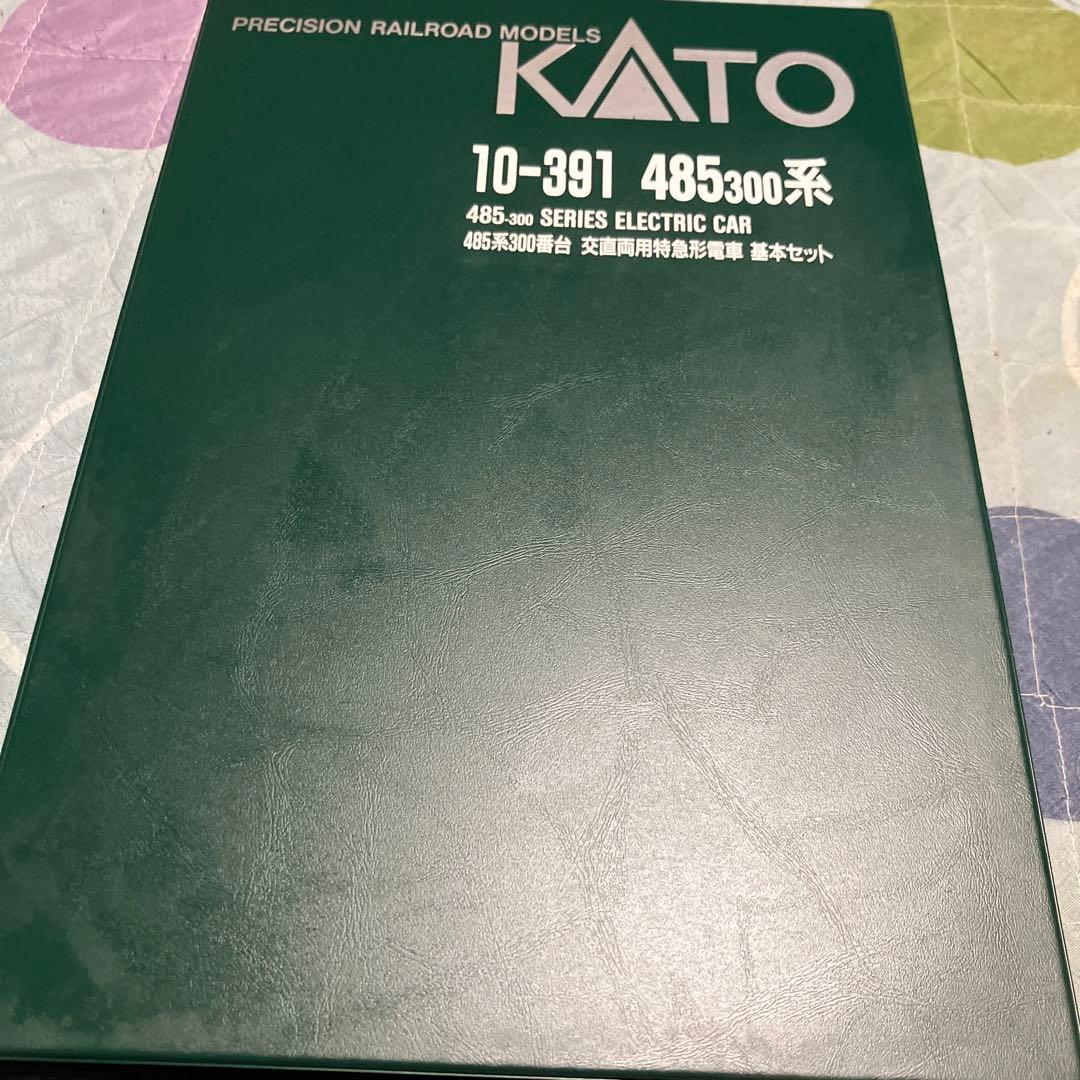 PRECISION RAILROAD MODELS
KATO
10-391 485300系
485-300 SERIES ELECTRIC CAR
485系300番台 交直両用特急形電車 基本セット